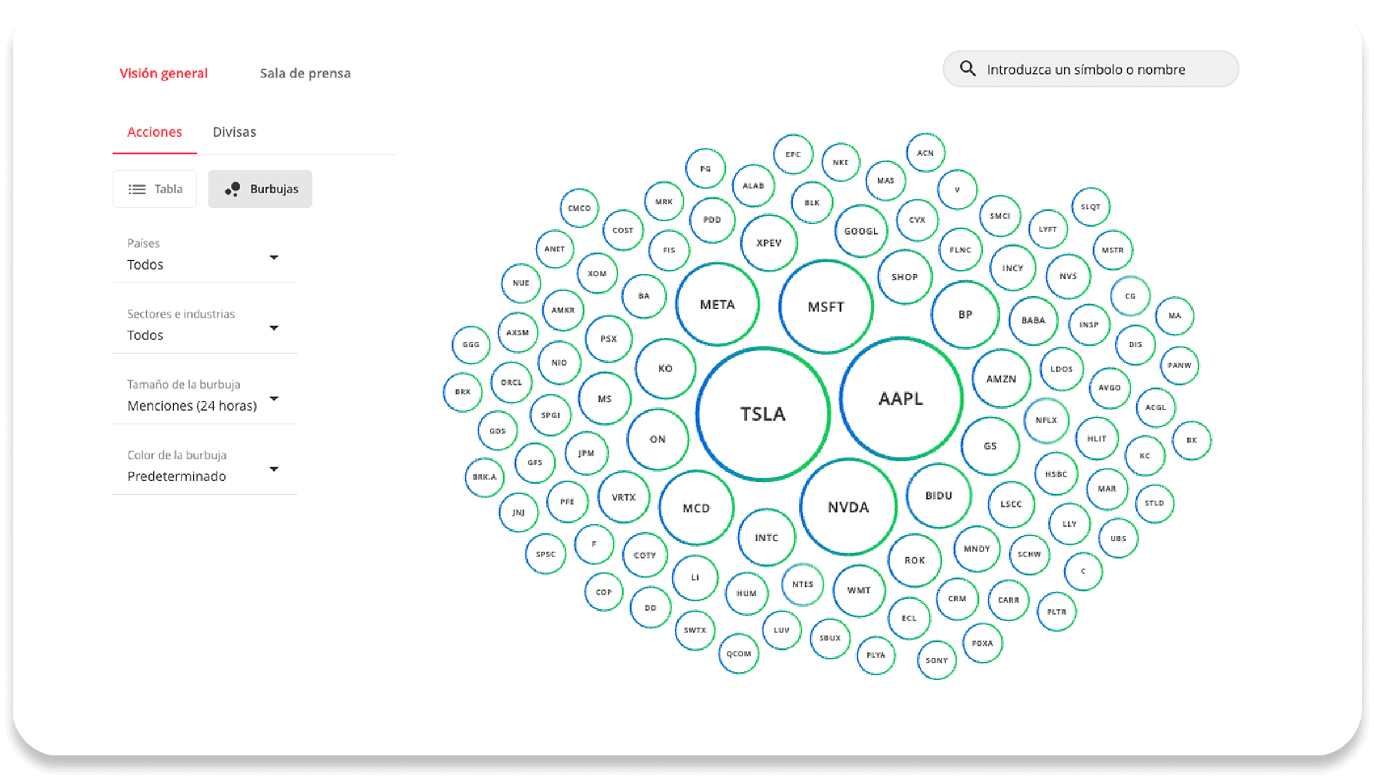 Visión general
Sala de prensa
Introduzca un símbolo o nombre
Acciones
Divisas
Tabla
Burbujas
Países
Todos
Sectores e industrias
Todos
Tamaño de la burbuja
Menciones (24 horas)
Color de la burbuja
Predeterminado
ACN
EPC
NKE
PG
MAS
ALAB
V
MRK
BLK
SLQT
CMCO
SMCI
PDD
CYX
COST
LYFT
GOOGL
XPEV
ANET
FIS
FLNC
MSTR
INCY
XOM
NVS
SHOP
NUE
BA
CG
META
MSFT
AMKR
BP
MA
BABA
INSP
AXSM
PSX
GGG
DIS
NIO
PANW
KO
LDOS
AMZN
ORCL
AVGO
BRX
MS
AAPL
ACGL
TSLA
SPGI
NFLX
GDS
HLIT
ON
BX
GS
JPM
KC
GFS
HSBC
BRK.A
MAR
BIDU
VRTX
PFE
STLD
LSCC
MCD
NVDA
JNJ
LLY
INTC
UBS
F
MNDY
SPSC
COTY
SCHW
ROK
C
LI
NTES
WMT
COP
HUM
CRM
CARR
DD
PLTR
ECL
SWTX
LUV
SBUX
FOXA
QCOM
PLYA
SONY